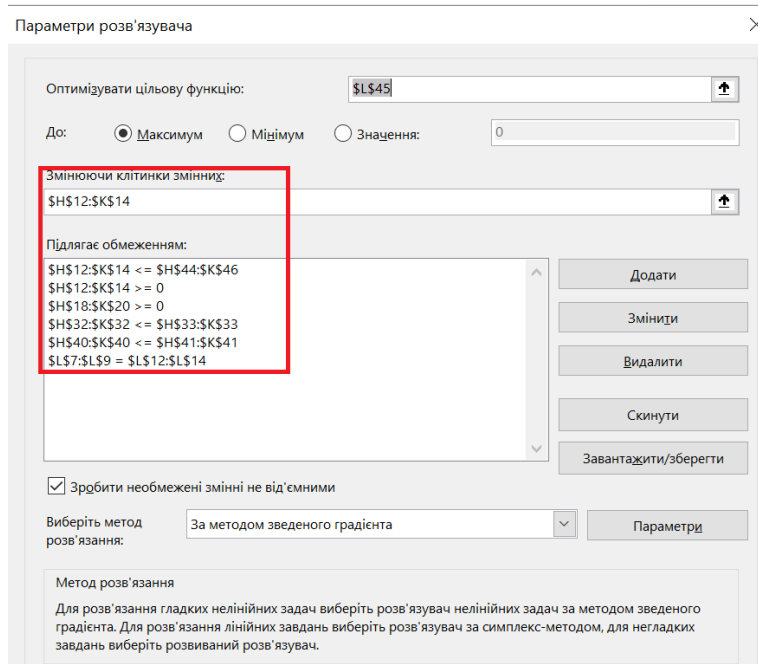 Параметри розв'язувача
Оптимізувати цільову функцію: $L$45
До: Максимум Мінімум Значення: 0
Змінюючи клітинки змінних:
$H$12:$K$14
Підлягає обмеженням:
$H$12:$K$14 <= $H$44:$K$46
$H$12:$K$14 >= 0
$H$18:$K$20 >= 0
$H$32:$K$32 <= $H$33:$K$33
$H$40:$K$40 <= $H$41:$K$41
$L$7:$L$9 = $L$12:$L$14
Додати
Змінити
Видалити
Скинути
Завантажити/зберегти
Зробити необмежені змінні не від'ємними
Виберіть метод
розв'язання:
За методом зведеного градієнта
Параметри
Метод розв'язання
Для розв'язання гладких нелінійних задач виберіть розв'язувач нелінійних задач за методом зведеного
градієнта. Для розв'язання лінійних завдань виберіть розв'язувач за симплекс-методом, для негладких
завдань виберіть розвиваний розв'язувач.